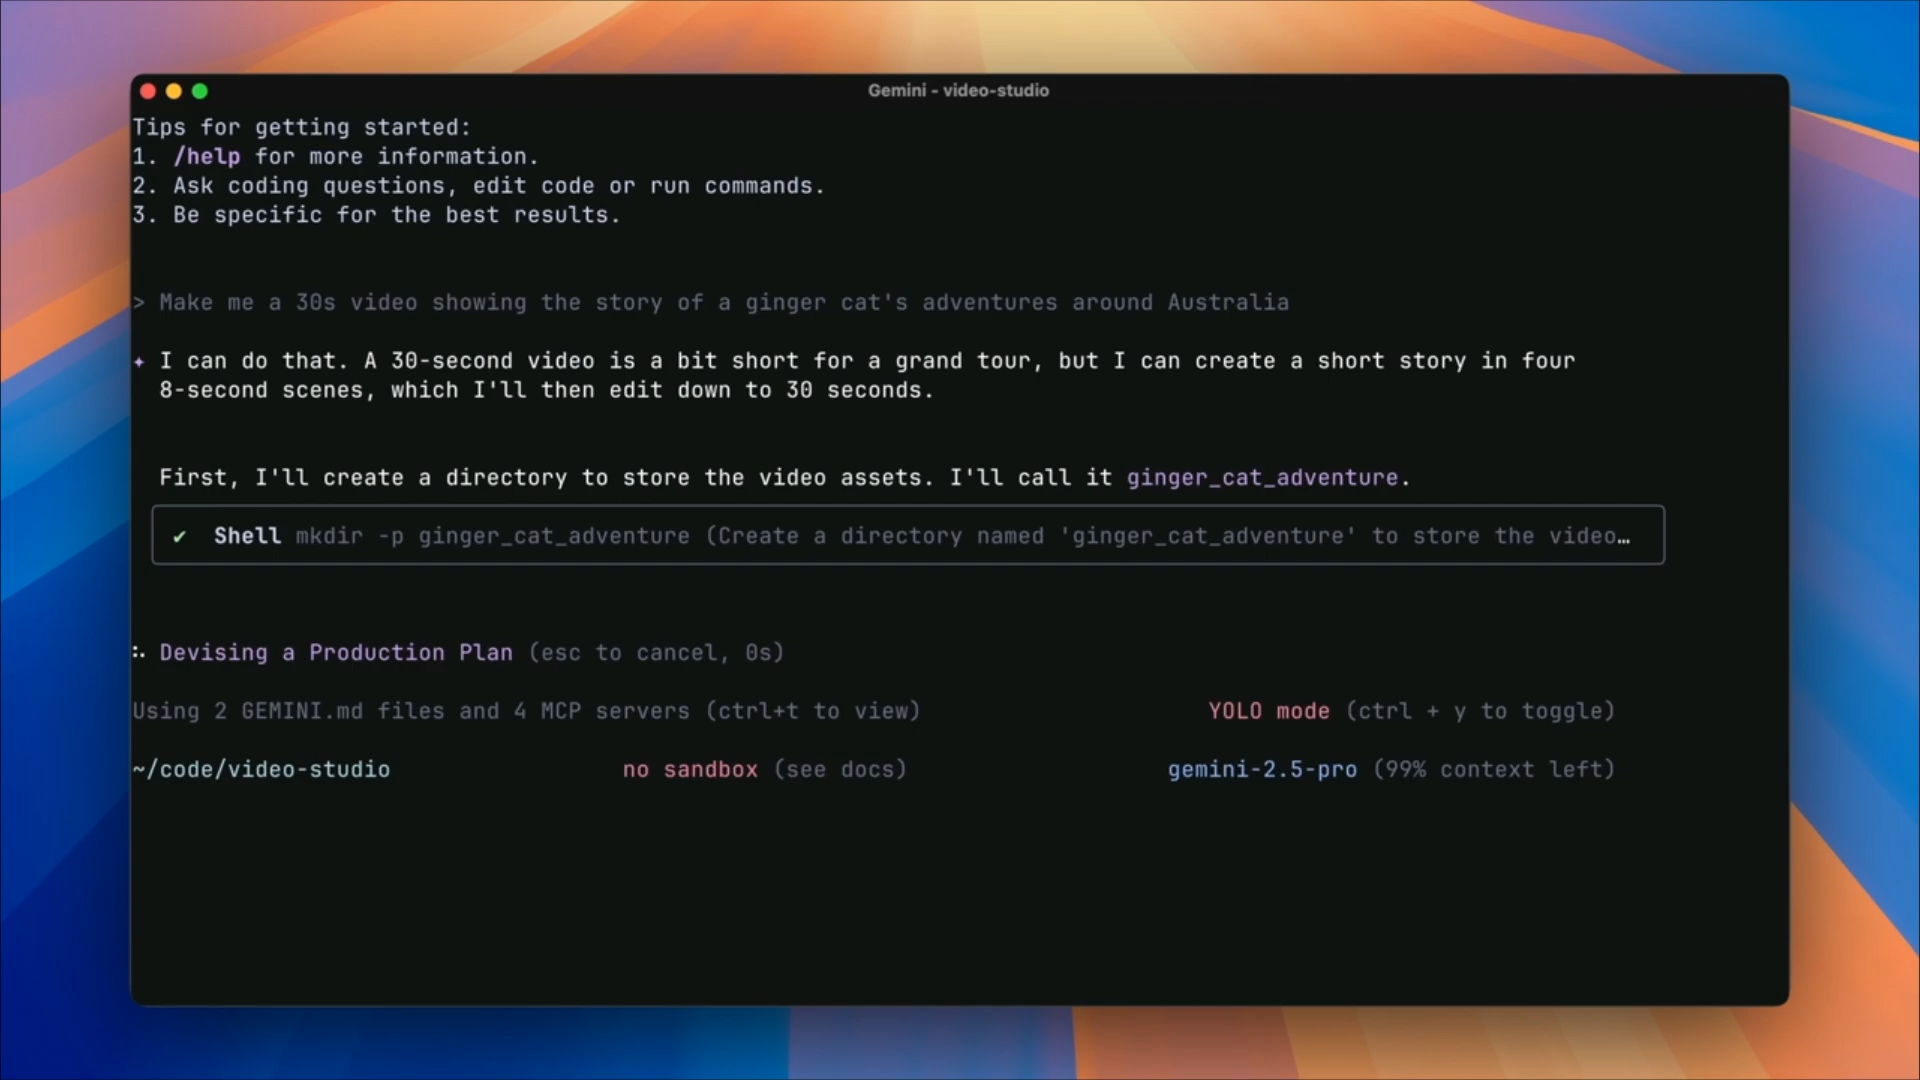 Gemini - video-studio
Tips for getting started:
1. /help for more information.
2. Ask coding questions, edit code or run commands.
3. Be specific for the best results.
> Make me a 30s video showing the story of a ginger cat's adventures around Australia
✦ I can do that. A 30-second video is a bit short for a grand tour, but I can create a short story in four
8-second scenes, which I'll then edit down to 30 seconds.
First, I'll create a directory to store the video assets. I'll call it ginger_cat_adventure.
✔ Shell mkdir -p ginger_cat_adventure (Create a directory named 'ginger_cat_adventure' to store the video…
Devising a Production Plan (esc to cancel, 0s)
Using 2 GEMINI.md files and 4 MCP servers (ctrl+t to view) YOLO mode (ctrl + y to toggle)
~/code/video-studio no sandbox (see docs) gemini-2.5-pro (99% context left)